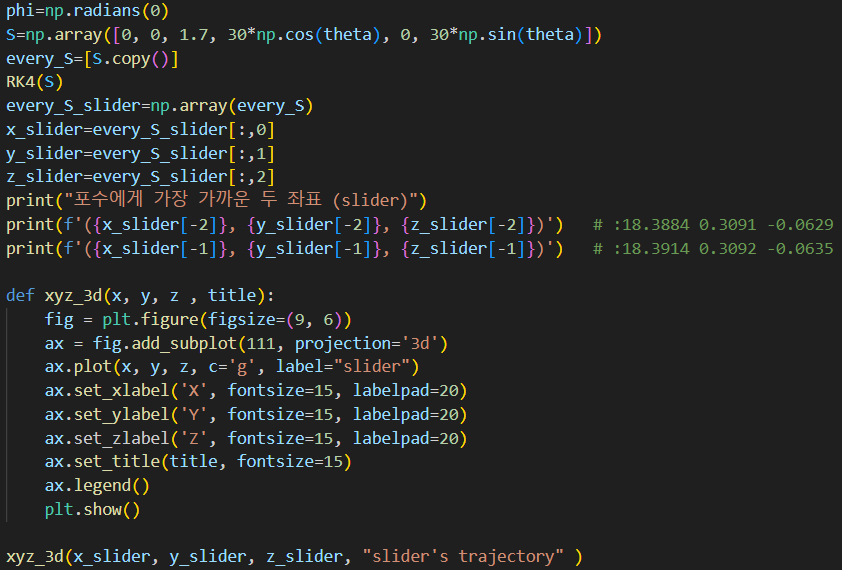 phi=np.radians(0)
S=np.array([0, 0, 1.7, 30*np.cos(theta), 0, 30*np.sin(theta)])
every_S=[S.copy()]
RK4(S)
every_S_slider=np.array(every_S)
x_slider=every_S_slider[:,0]
y_slider=every_S_slider[:,1]
z_slider=every_S_slider[:,2]
print("포수에게 가장 가까운 두 좌표 (slider)")
print(f'({x_slider[-2]}, {y_slider[-2]}, {z_slider[-2]})')   # :18.3884 0.3091 -0.0629
print(f'({x_slider[-1]}, {y_slider[-1]}, {z_slider[-1]})')   # :18.3914 0.3092 -0.0635
def xyz_3d(x, y, z , title):
    fig = plt.figure(figsize=(9, 6))
    ax = fig.add_subplot(111, projection='3d')
    ax.plot(x, y, z, c='g', label="slider")
    ax.set_xlabel('X', fontsize=15, labelpad=20)
    ax.set_ylabel('Y', fontsize=15, labelpad=20)
    ax.set_zlabel('Z', fontsize=15, labelpad=20)
    ax.set_title(title, fontsize=15)
    ax.legend()
    plt.show()
xyz_3d(x_slider, y_slider, z_slider, "slider's trajectory" )